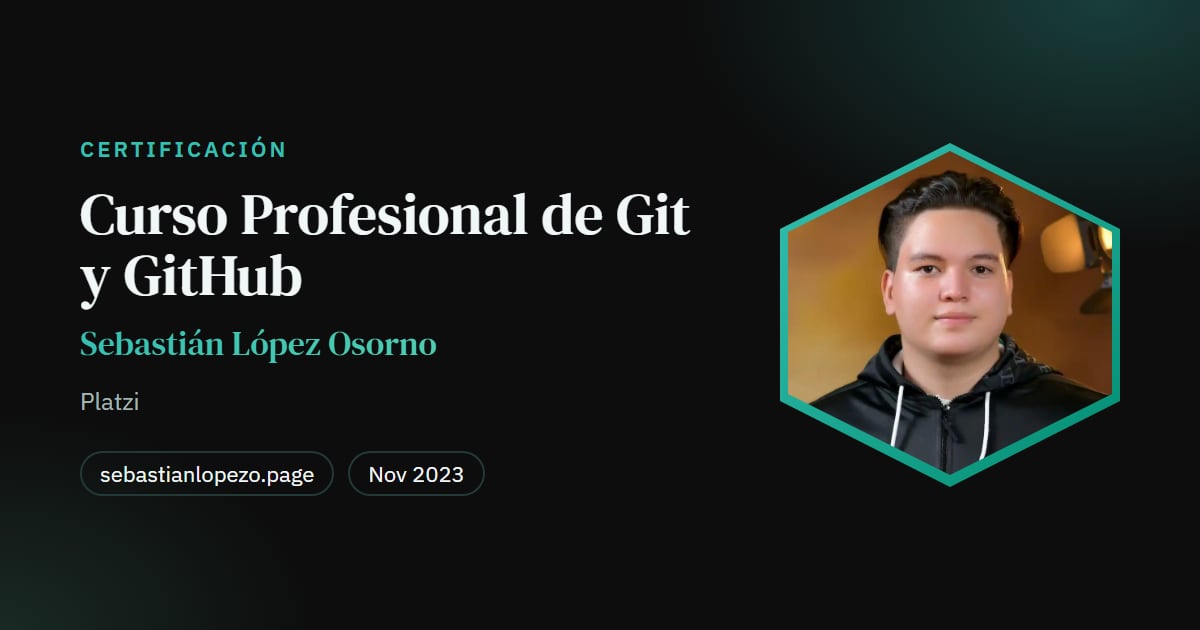 CERTIFICACIÓN
Curso Profesional de Git
y GitHub
Sebastián López Osorno
Platzi
sebastianlopezo.page
Nov 2023